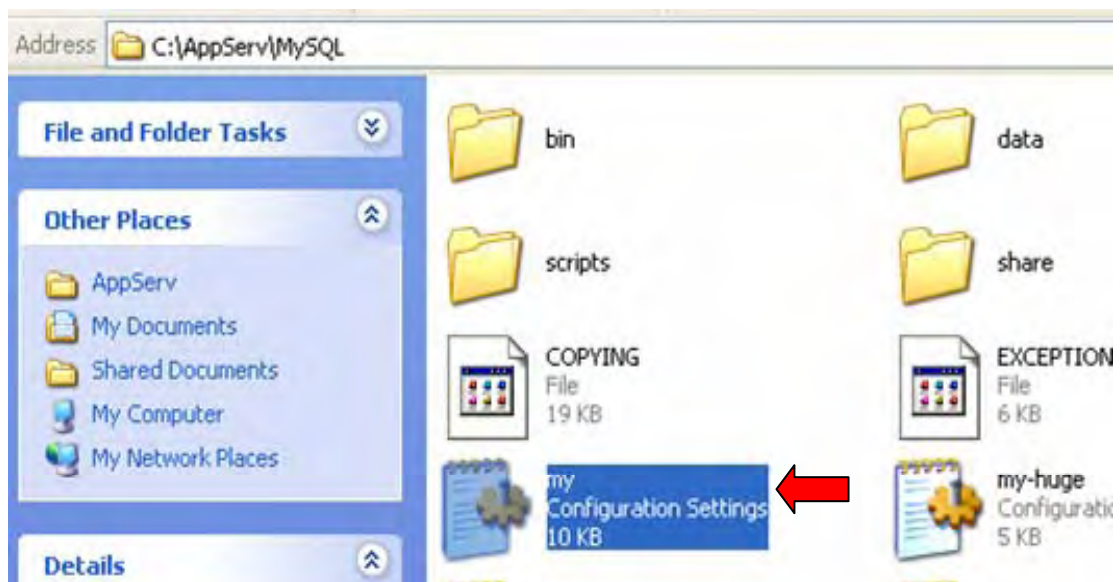 Address C:\AppServ\MySQL
File and Folder Tasks
Other Places
AppServ
My Documents
Shared Documents
My Computer
My Network Places
Details
bin
data
scripts
share
COPYING
File
19 KB
EXCEPTION
File
6 KB
my
Configuration Settings
10 KB
my-huge
Configuratio
5 KB